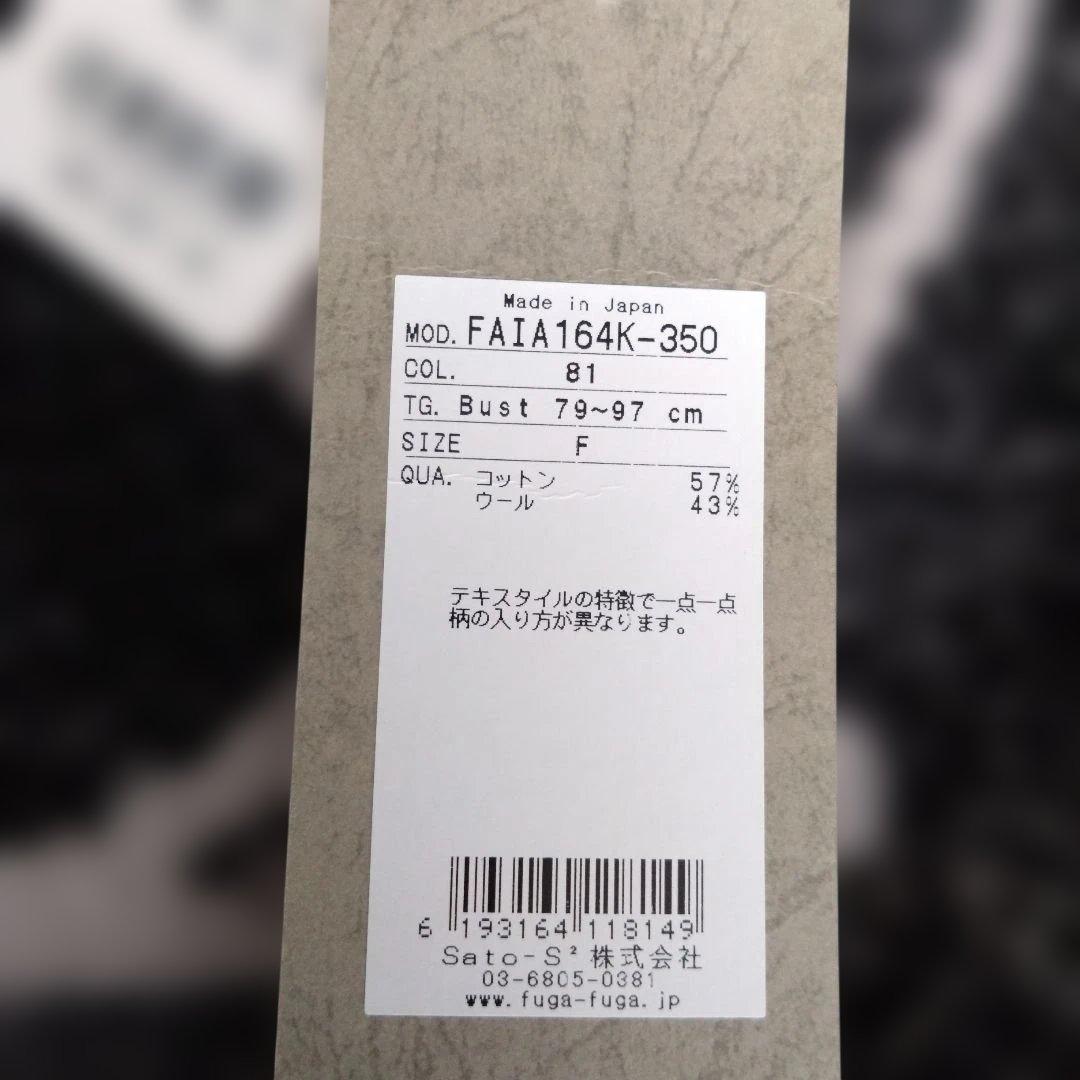 Made in Japan
MOD. FAIA164K-350
COL. 81
TG. Bust 79~97 cm
SIZE F
QUA. コットン 57%
ウール 43%
テキスタイルの特徴で一点一点
柄の入り方が異なります。
6 193164 118149
Sato-S² 株式会社
03-6805-0381
www.fuga-fuga.jp